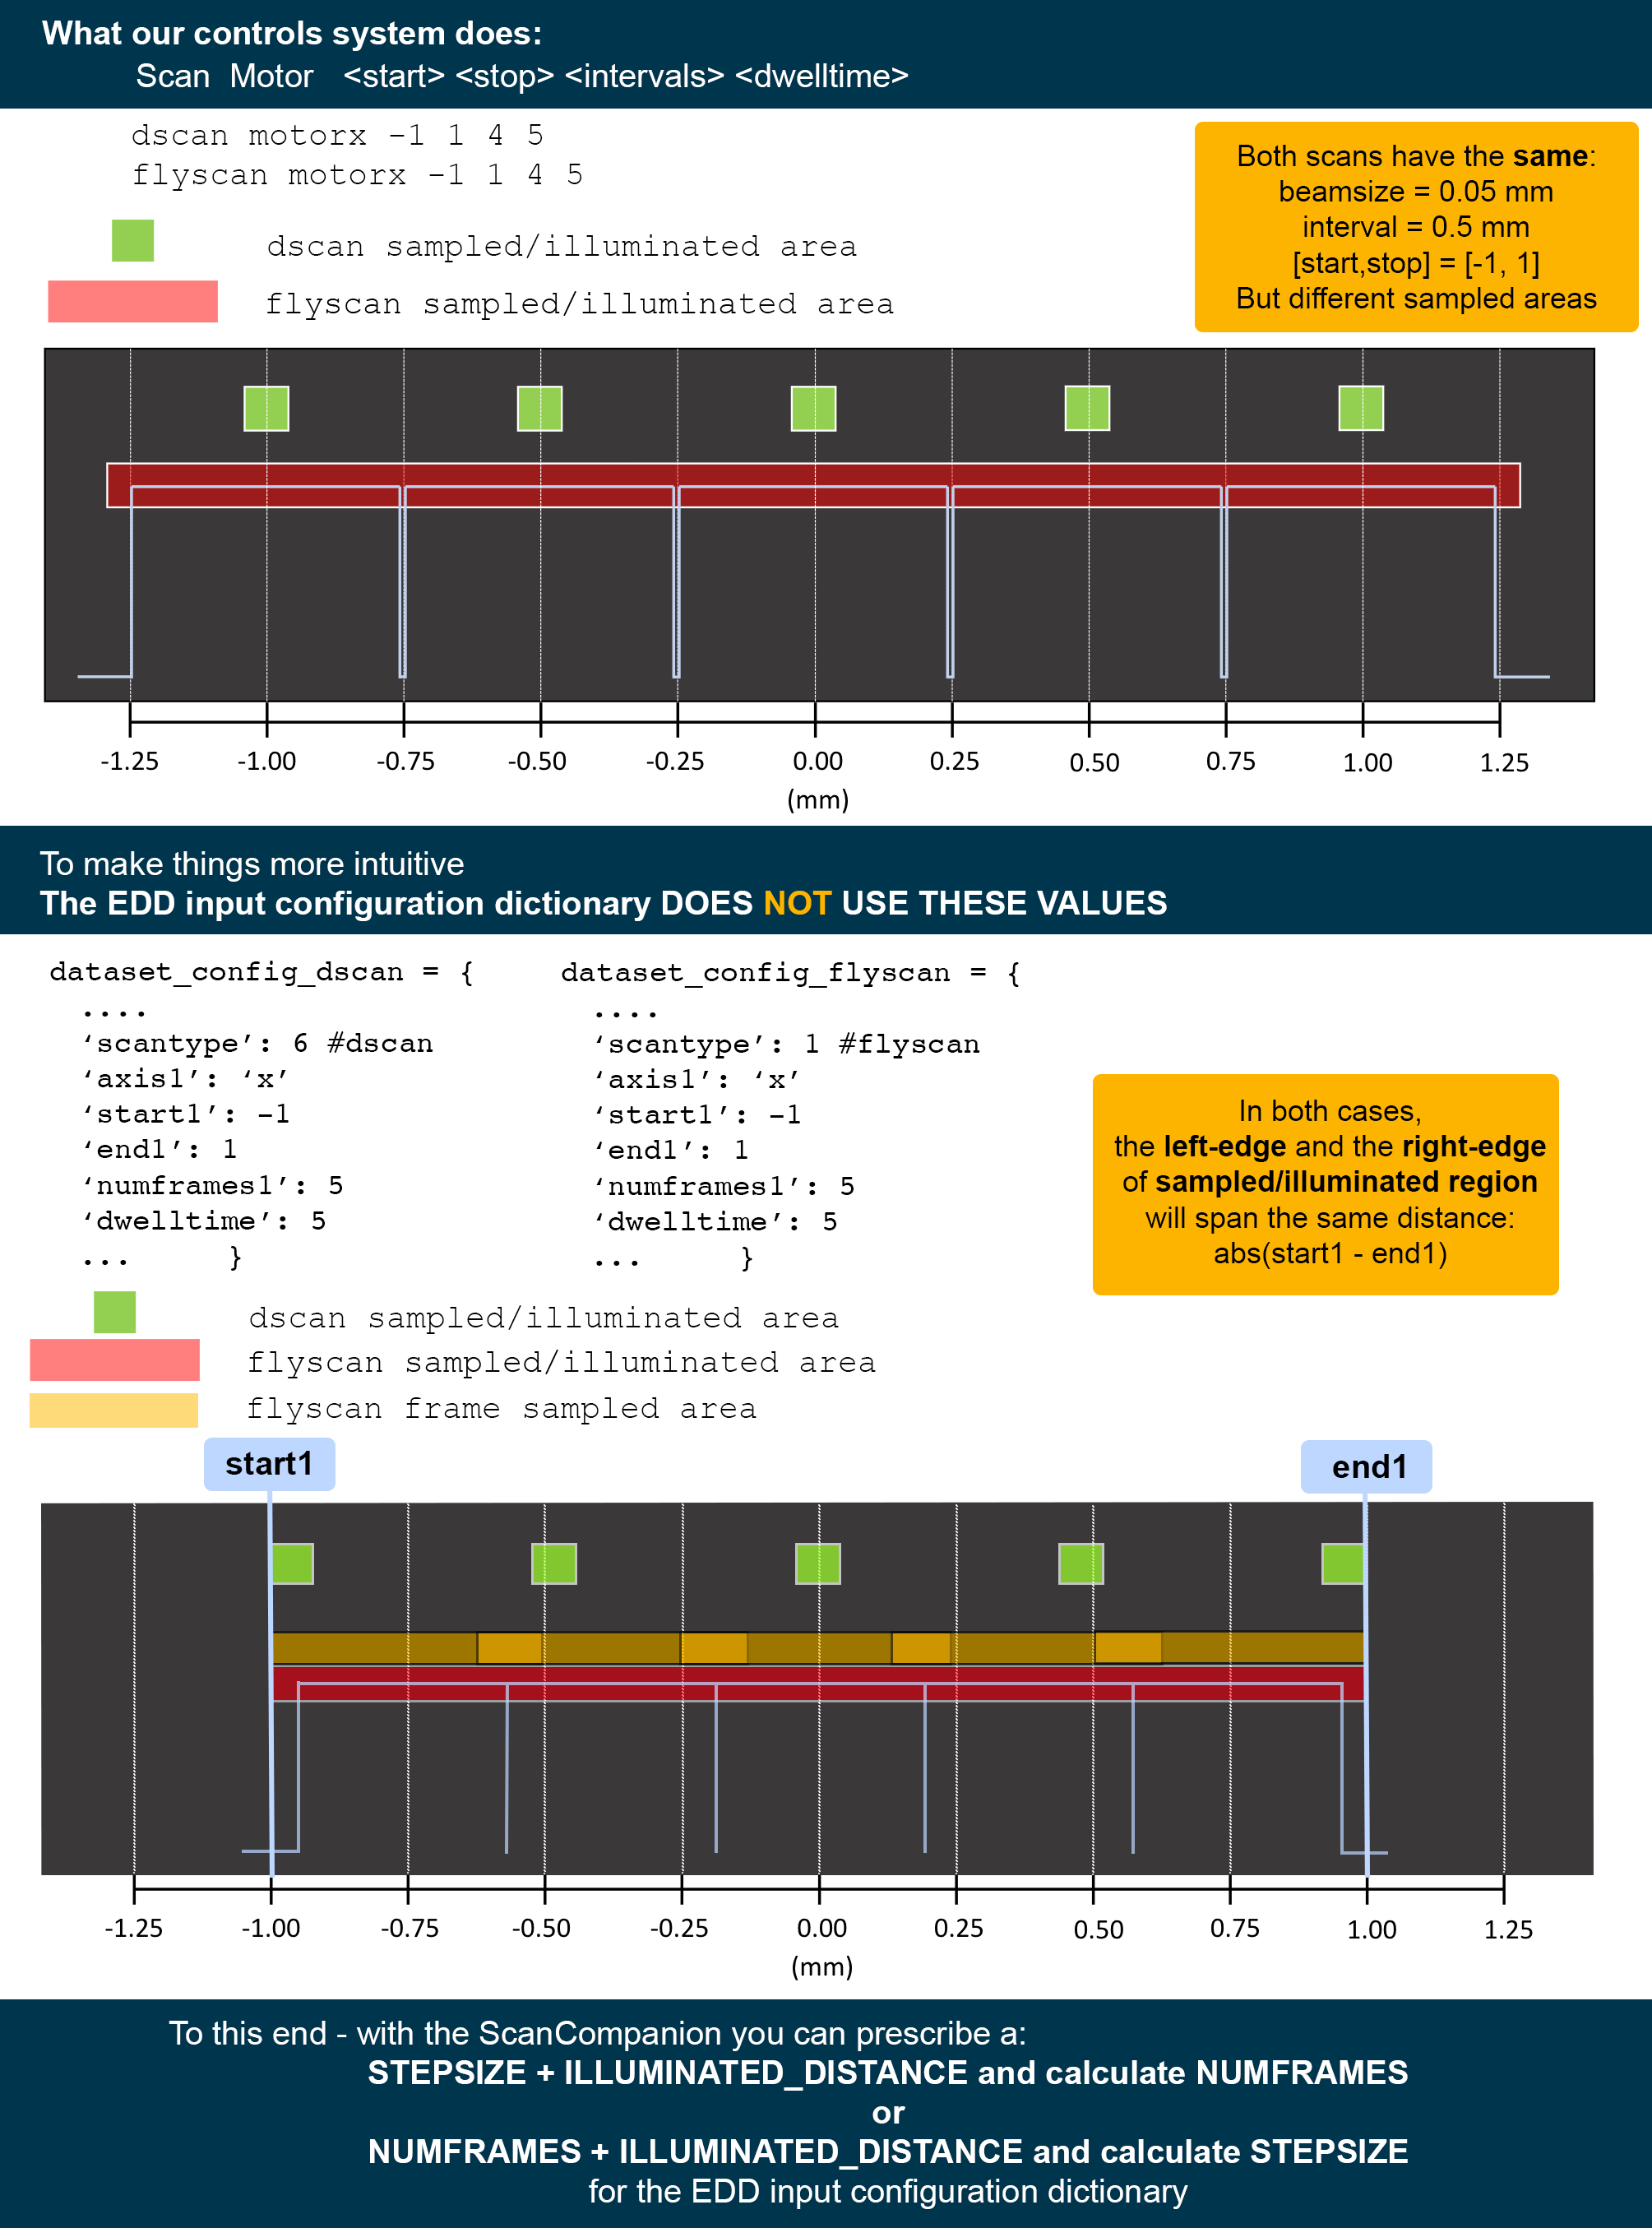 What our controls system does:
Scan Motor <start> <stop> <intervals> <dwelltime>
dscan motorx -1 1 4 5
flyscan motorx -1 1 4 5
dscan sampled/illuminated area
flyscan sampled/illuminated area
Both scans have the same:
beamsize = 0.05 mm
interval = 0.5 mm
[start,stop] = [-1, 1]
But different sampled areas
-1.25 -1.00 -0.75 -0.50 -0.25 0.00 0.25 0.50 0.75 1.00 1.25
(mm)
To make things more intuitive
The EDD input configuration dictionary DOES NOT USE THESE VALUES
dataset_config_dscan = {
....
‘scantype’: 6 #dscan
‘axis1’: ‘x’
‘start1’: -1
‘end1’: 1
‘numframes1’: 5
‘dwelltime’: 5
... }
dataset_config_flyscan = {
....
‘scantype’: 1 #flyscan
‘axis1’: ‘x’
‘start1’: -1
‘end1’: 1
‘numframes1’: 5
‘dwelltime’: 5
... }
In both cases,
the left-edge and the right-edge
of sampled/illuminated region
will span the same distance:
abs(start1 - end1)
dscan sampled/illuminated area
flyscan sampled/illuminated area
flyscan frame sampled area
start1
end1
-1.25 -1.00 -0.75 -0.50 -0.25 0.00 0.25 0.50 0.75 1.00 1.25
(mm)
To this end - with the ScanCompanion you can prescribe a:
STEPSIZE + ILLUMINATED_DISTANCE and calculate NUMFRAMES
or
NUMFRAMES + ILLUMINATED_DISTANCE and calculate STEPSIZE
for the EDD input configuration dictionary